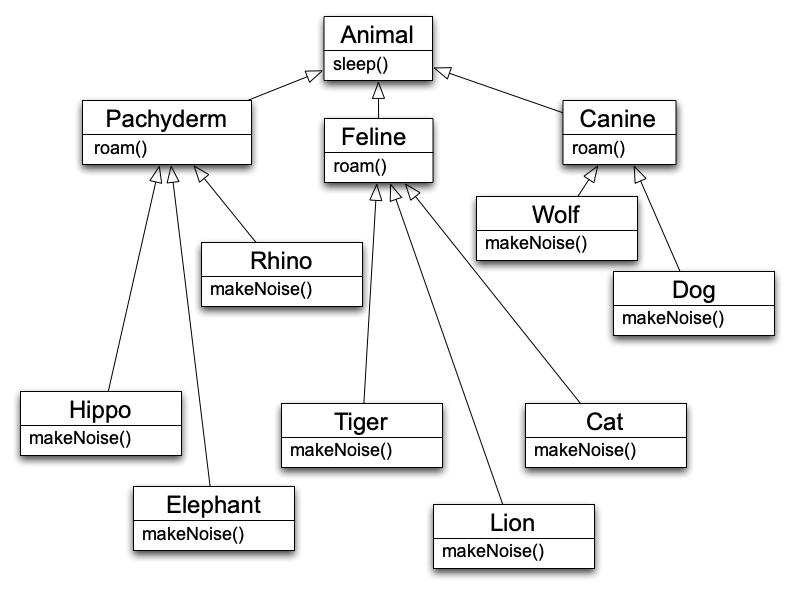 Animal
sleep()
Pachyderm
roam()
Feline
roam()
Canine
roam()
Wolf
makeNoise()
Rhino
makeNoise()
Dog
makeNoise()
Hippo
makeNoise()
Tiger
makeNoise()
Cat
makeNoise()
Elephant
makeNoise()
Lion
makeNoise()